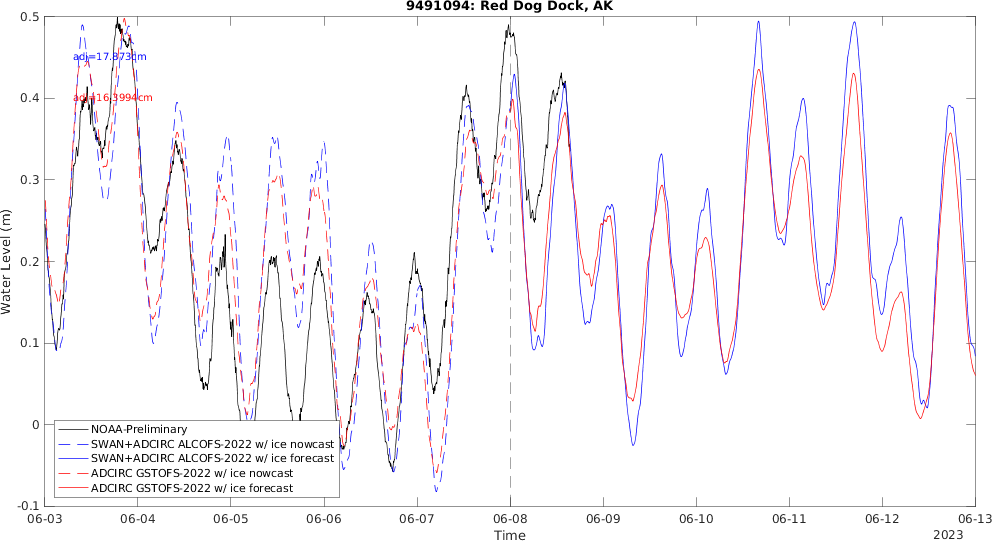 9491094: Red Dog Dock, AK
0.5
adj=17.873cm
0.4
adj=16.3994cm
0.3
Water Level (m)
0.2
0.1
0
-0.1
NOAA-Preliminary
SWAN+ADCIRC ALCOFS-2022 w/ ice nowcast
SWAN+ADCIRC ALCOFS-2022 w/ ice forecast
ADCIRC GSTOFS-2022 w/ ice nowcast
ADCIRC GSTOFS-2022 w/ ice forecast
06-03 06-04 06-05 06-06 06-07 06-08 06-09 06-10 06-11 06-12 06-13
Time
2023